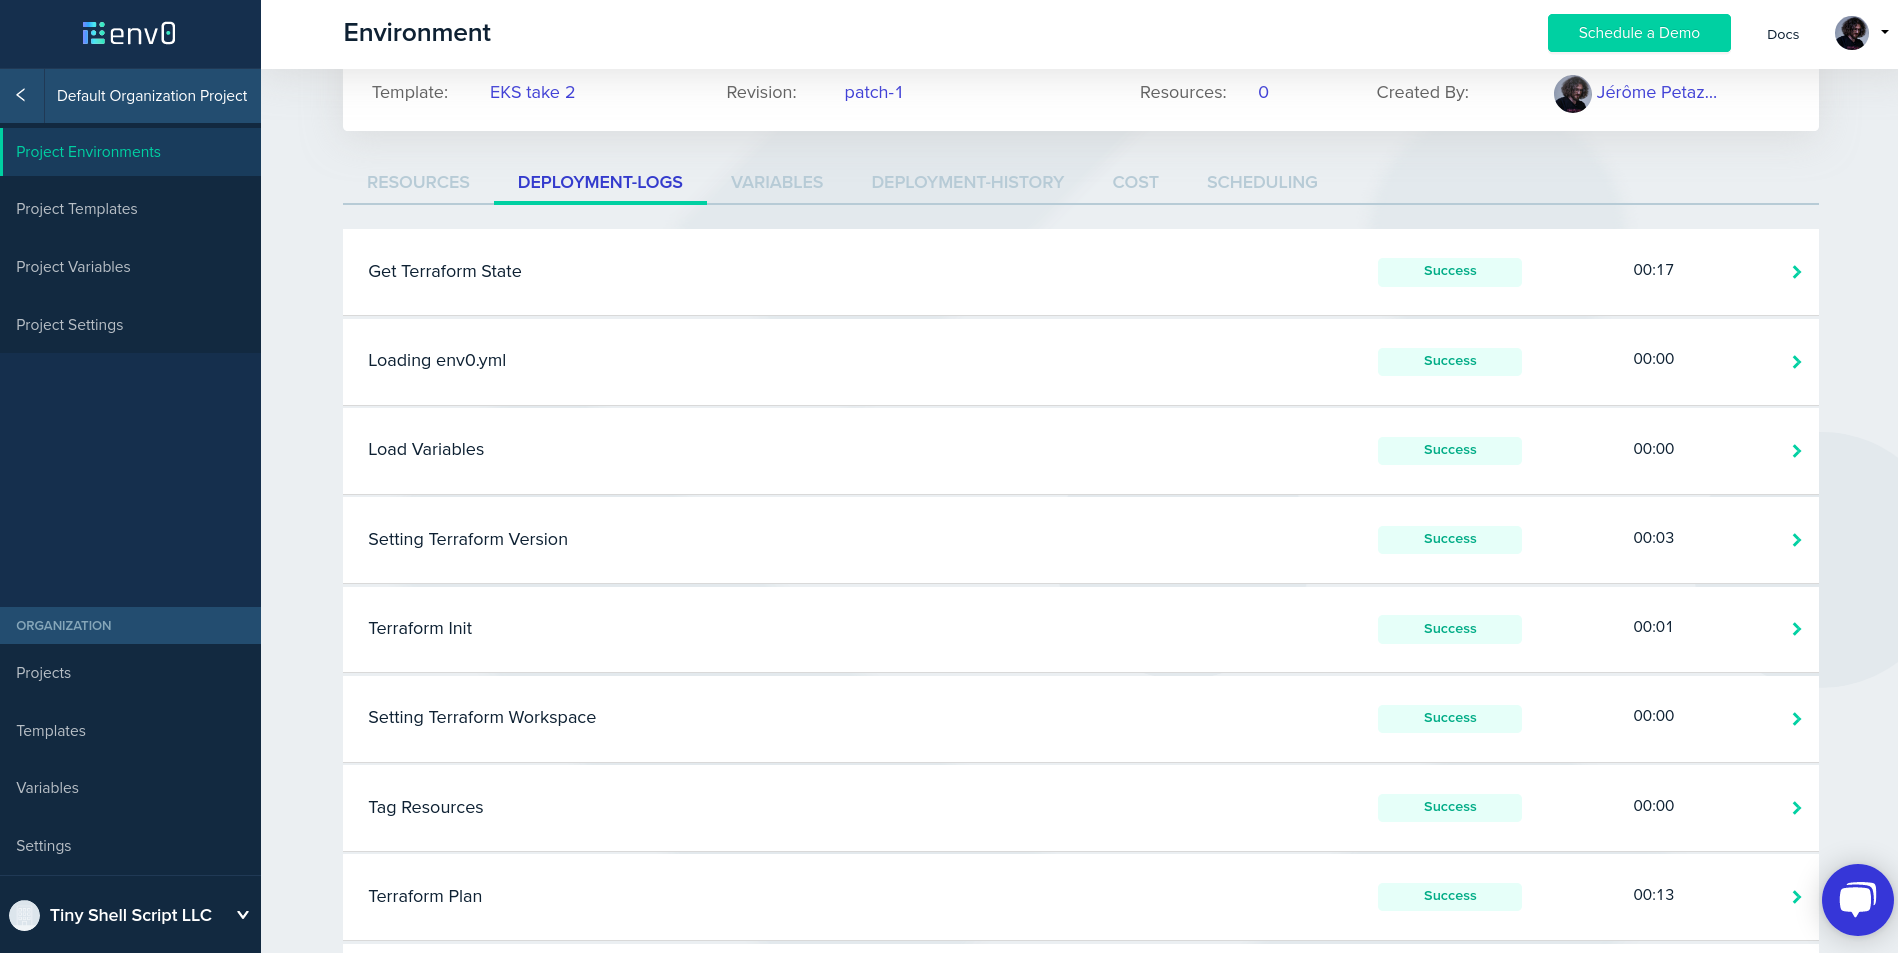 env0
Environment
Schedule a Demo
Docs
Default Organization Project
Project Environments
Project Templates
Project Variables
Project Settings
ORGANIZATION
Projects
Templates
Variables
Settings
Tiny Shell Script LLC
Template: EKS take 2 Revision: patch-1 Resources: 0 Created By: Jérôme Petaz...
RESOURCES DEPLOYMENT-LOGS VARIABLES DEPLOYMENT-HISTORY COST SCHEDULING
Get Terraform State Success 00:17
Loading env0.yml Success 00:00
Load Variables Success 00:00
Setting Terraform Version Success 00:03
Terraform Init Success 00:01
Setting Terraform Workspace Success 00:00
Tag Resources Success 00:00
Terraform Plan Success 00:13